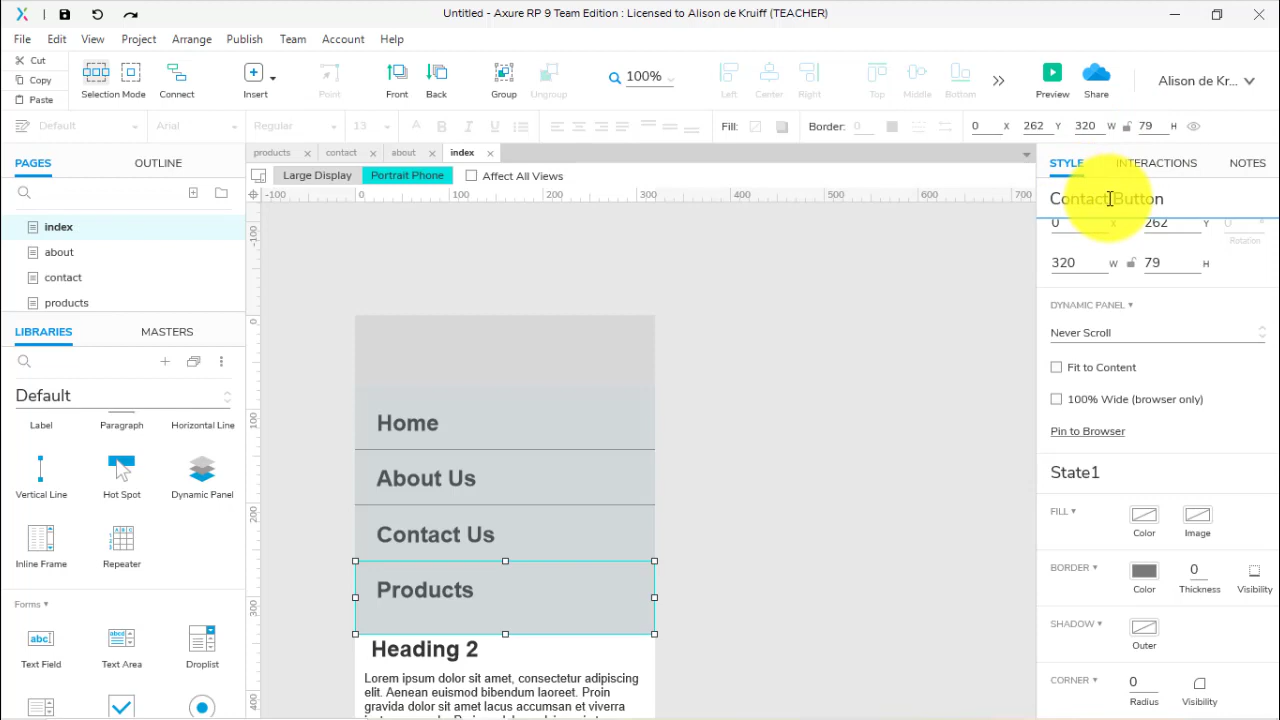 Untitled - Axure RP 9 Team Edition : Licensed to Alison de Kruiff (TEACHER)
File Edit View Project Arrange Publish Team Account Help
Cut
Copy
Paste
Selection Mode Connect Insert Point Front Back Group Ungroup 100% Left Center Right Top Middle Bottom Preview Share Alison de Kr...
Default Arial Regular 13 Fill: Border: 0 0 X 262 Y 320 W 79 H
PAGES OUTLINE
index
about
contact
products
LIBRARIES MASTERS
Default
Label Paragraph Horizontal Line
Vertical Line Hot Spot Dynamic Panel
Inline Frame Repeater
Forms
Text Field Text Area Droplist
products contact about index
Large Display Portrait Phone Affect All Views
-100 0 100 200 300 400 500 600 700
-100
0
100
200
300
400
Home
About Us
Contact Us
Products
Heading 2
Lorem ipsum dolor sit amet, consectetur adipiscing
elit. Aenean euismod bibendum laoreet. Proin
gravida dolor sit amet lacus accumsan et viverra
STYLE INTERACTIONS NOTES
Contact Button
0 X 262 Y 0
Rotation
320 W 79 H
DYNAMIC PANEL
Never Scroll
Fit to Content
100% Wide (browser only)
Pin to Browser
State1
FILL
Color Image
BORDER 0
Color Thickness Visibility
SHADOW
Outer
CORNER 0
Radius Visibility